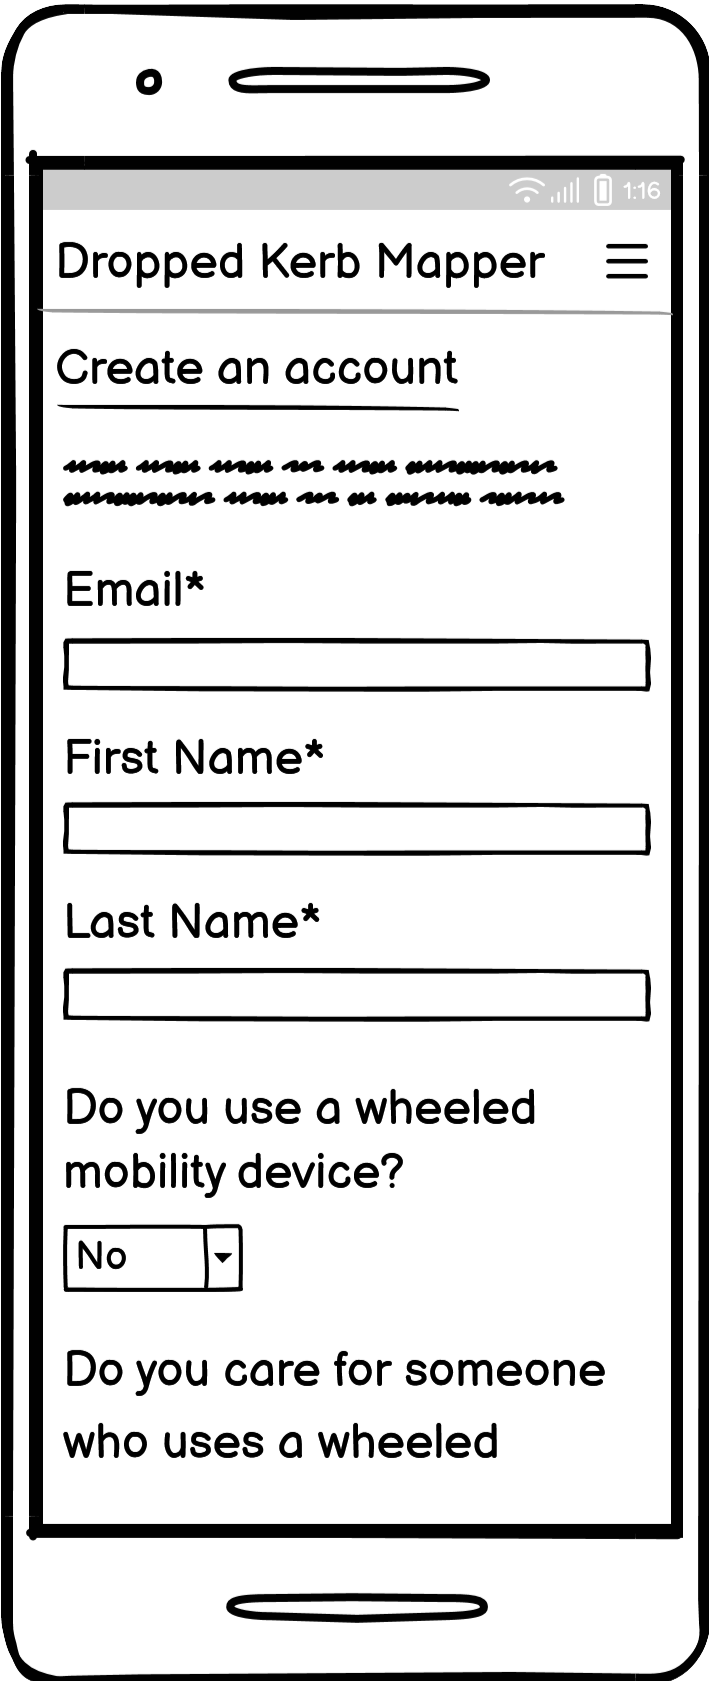 1:16
Dropped Kerb Mapper
Create an account
Email*
First Name*
Last Name*
Do you use a wheeled
mobility device?
No
Do you care for someone
who uses a wheeled